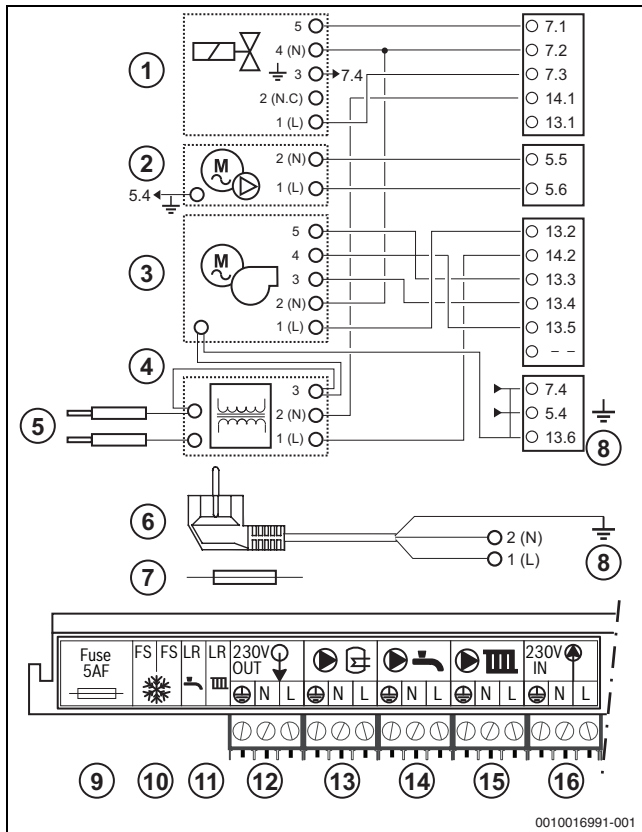 5 7.1
1 4 (N) 7.2
3 7.4 7.3
2 (N.C) 14.1
1 (L) 13.1
2 M 2 (N) 5.5
5.4 1 (L) 5.6
5 13.2
4 14.2
3 M 3 13.3
2 (N) 13.4
1 (L) 13.5
– –
4 3 7.4
5 2 (N) 5.4
1 (L) 13.6 8
6 2 (N)
1 (L) 8
7
Fuse 5AF FS FS LR LR 230V OUT 230V IN
N L N L N L N L N L
9 10 11 12 13 14 15 16
0010016991-001